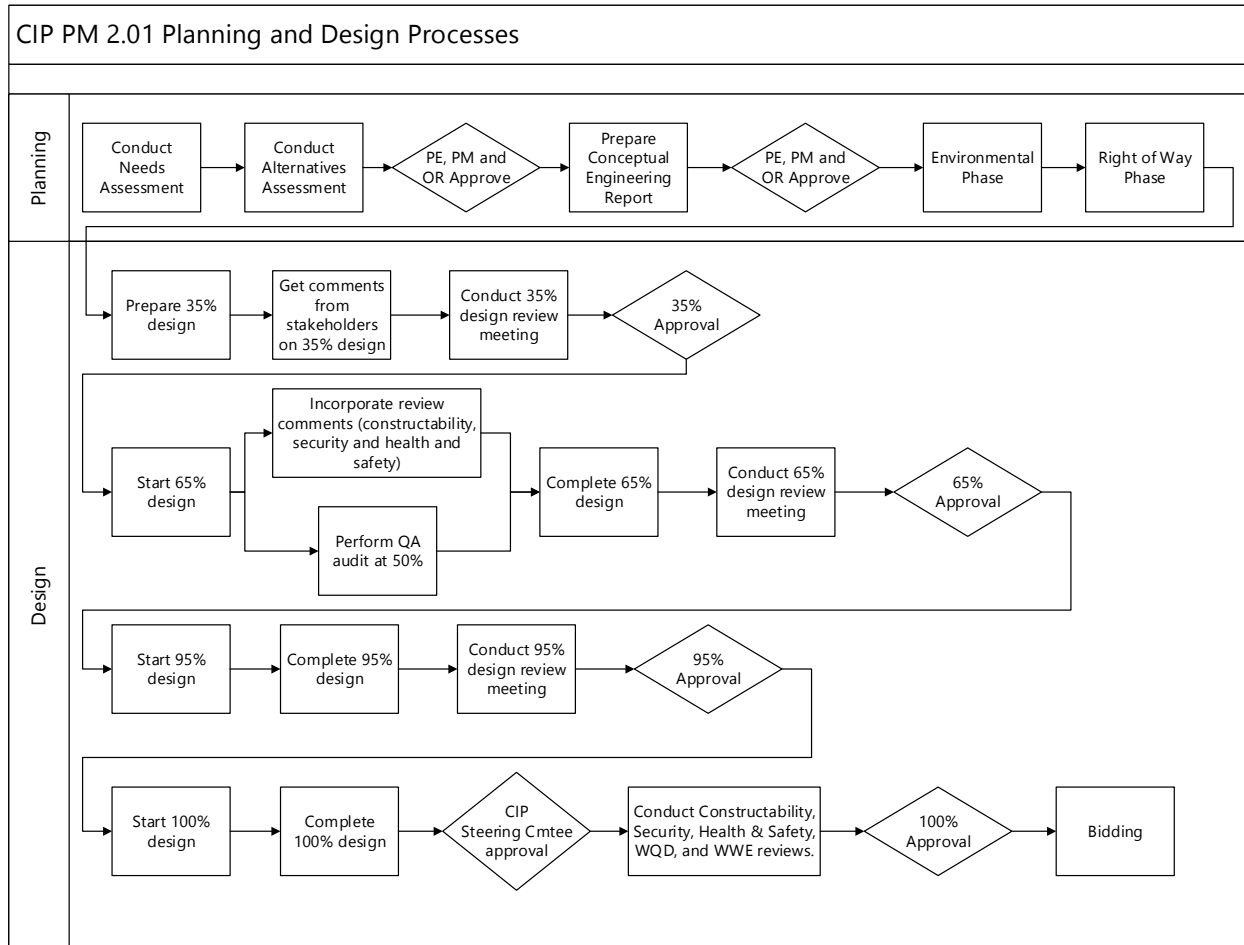 CIP PM 2.01 Planning and Design Processes
Planning
Conduct
Needs
Assessment
Conduct
Alternatives
Assessment
PE, PM and
OR Approve
Prepare
Conceptual
Engineering
Report
PE, PM and
OR Approve
Environmental
Phase
Right of Way
Phase
Design
Prepare 35%
design
Get comments
from
stakeholders
on 35% design
Conduct 35%
design review
meeting
35%
Approval
Start 65%
design
Incorporate review
comments (constructability,
security and health and
safety)
Perform QA
audit at 50%
Complete 65%
design
Conduct 65%
design review
meeting
65%
Approval
Start 95%
design
Complete 95%
design
Conduct 95%
design review
meeting
95%
Approval
Start 100%
design
Complete
100% design
CIP
Steering Cmtee
approval
Conduct Constructability,
Security, Health & Safety,
WQD, and WWE reviews.
100%
Approval
Bidding